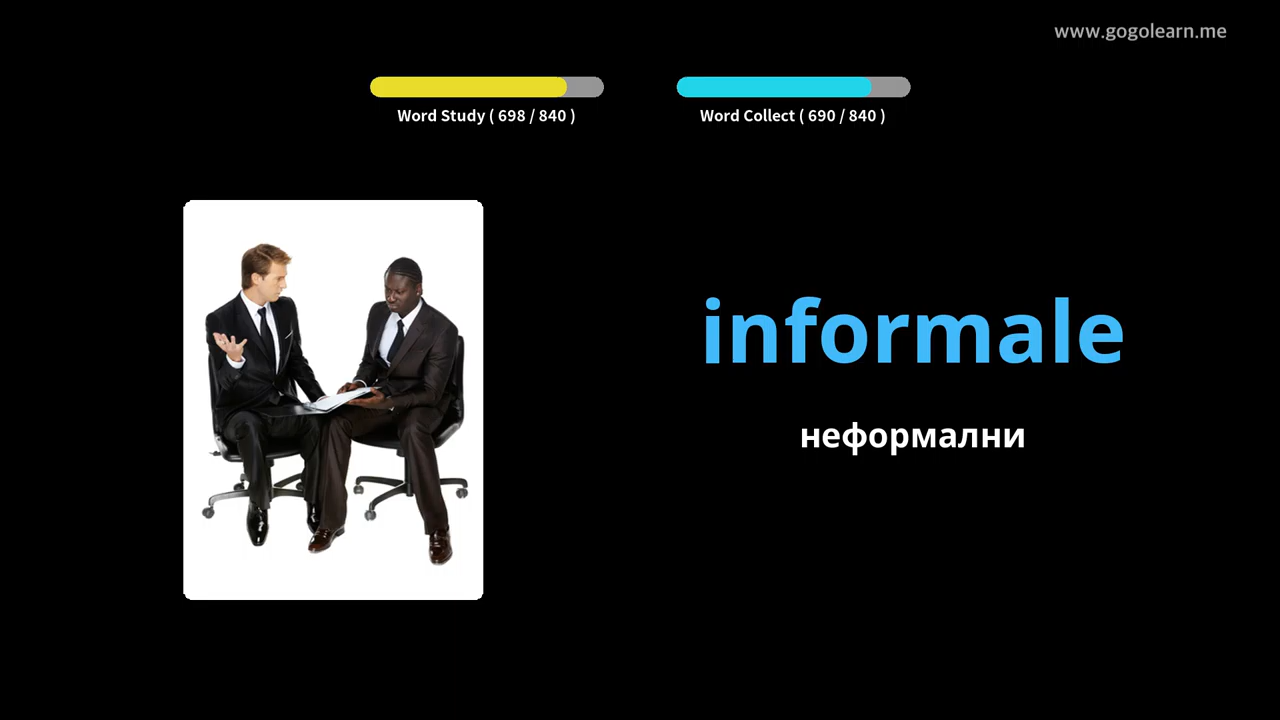 www.gogolearn.me
Word Study ( 698 / 840 )
Word Collect ( 690 / 840 )
informale
неформални